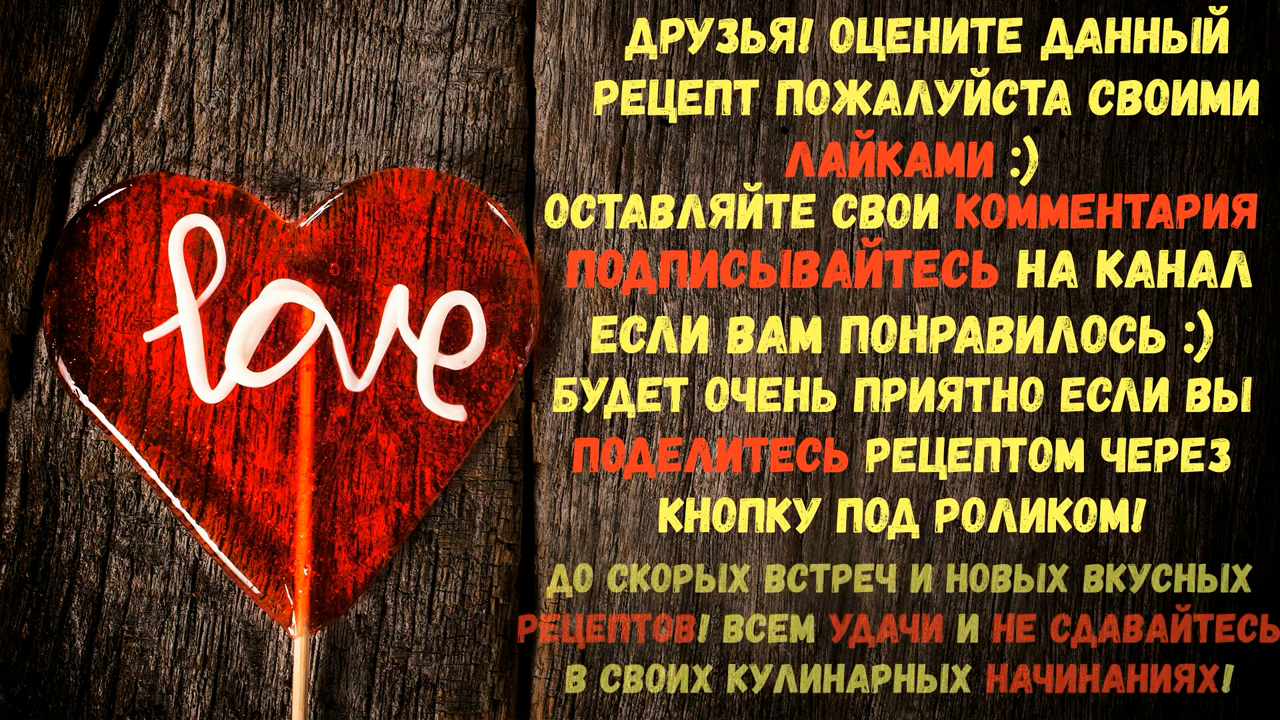 love
ДРУЗЬЯ! ОЦЕНИТЕ ДАННЫЙ
РЕЦЕПТ ПОЖАЛУЙСТА СВОИМИ
ЛАЙКАМИ :)
ОСТАВЛЯЙТЕ СВОИ КОММЕНТАРИЯ
ПОДПИСЫВАЙТЕСЬ НА КАНАЛ
ЕСЛИ ВАМ ПОНРАВИЛОСЬ :)
БУДЕТ ОЧЕНЬ ПРИЯТНО ЕСЛИ ВЫ
ПОДЕЛИТЕСЬ РЕЦЕПТОМ ЧЕРЕЗ
КНОПКУ ПОД РОЛИКОМ!
ДО СКОРЫХ ВСТРЕЧ И НОВЫХ ВКУСНЫХ
РЕЦЕПТОВ! ВСЕМ УДАЧИ И НЕ СДАВАЙТЕСЬ
В СВОИХ КУЛИНАРНЫХ НАЧИНАНИЯХ!